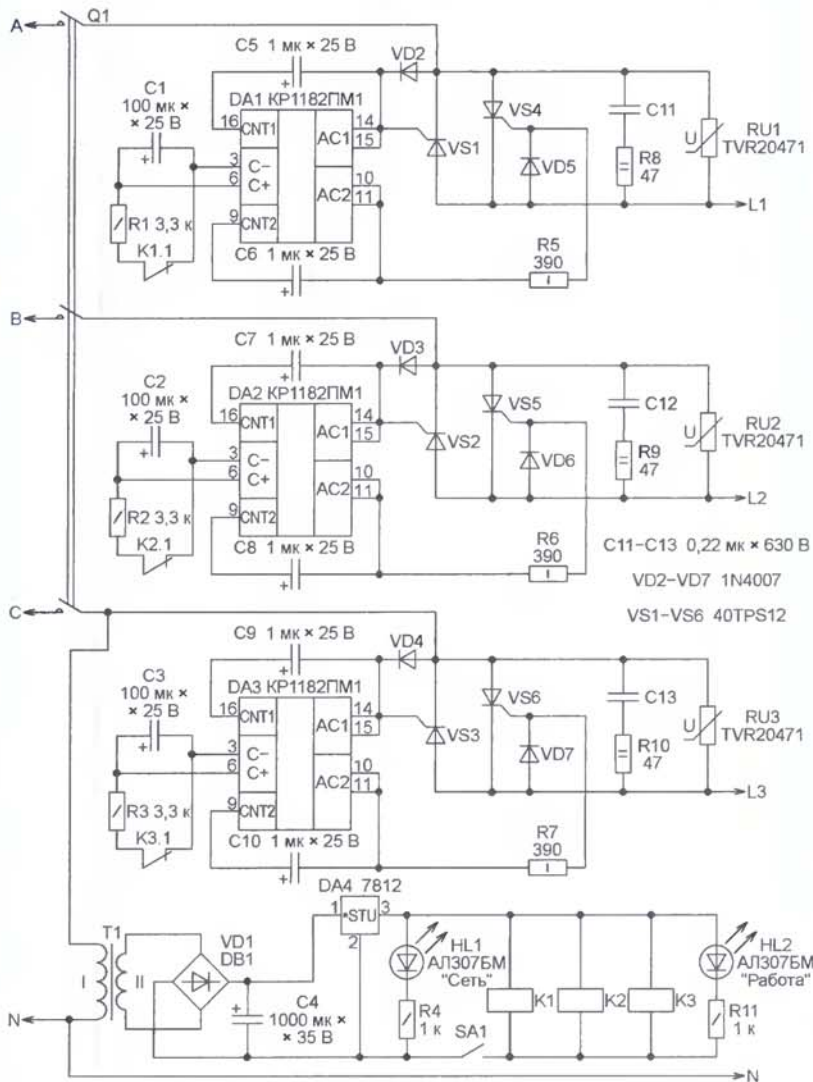 A
Q1
C5 1 мк × 25 В
VD2
C1
100 мк ×
× 25 В
DA1 КР1182ПМ1
16
CNT1
AC1
14
15
3
6
C−
C+
AC2
10
11
9
CNT2
VS1
VS4
VD5
C11
R8
47
U
RU1
TVR20471
L1
R1 3,3 к
K1.1
C6 1 мк × 25 В
R5
390
B
C7 1 мк × 25 В
VD3
C2
100 мк ×
× 25 В
DA2 КР1182ПМ1
16
CNT1
AC1
14
15
3
6
C−
C+
AC2
10
11
9
CNT2
VS2
VS5
VD6
C12
R9
47
U
RU2
TVR20471
L2
R2 3,3 к
K2.1
C8 1 мк × 25 В
R6
390
C11–C13 0,22 мк × 630 В
VD2–VD7 1N4007
VS1–VS6 40TPS12
C
C9 1 мк × 25 В
VD4
C3
100 мк ×
× 25 В
DA3 КР1182ПМ1
16
CNT1
AC1
14
15
3
6
C−
C+
AC2
10
11
9
CNT2
VS3
VS6
VD7
C13
R10
47
U
RU3
TVR20471
L3
R3 3,3 к
K3.1
C10 1 мк × 25 В
R7
390
DA4 7812
1
*STU
3
2
T1
I
II
VD1
DB1
C4
1000 мк ×
× 35 В
HL1
АЛ307БМ
"Сеть"
R4
1 к
SA1
K1
K2
K3
HL2
АЛ307БМ
"Работа"
R11
1 к
N
N